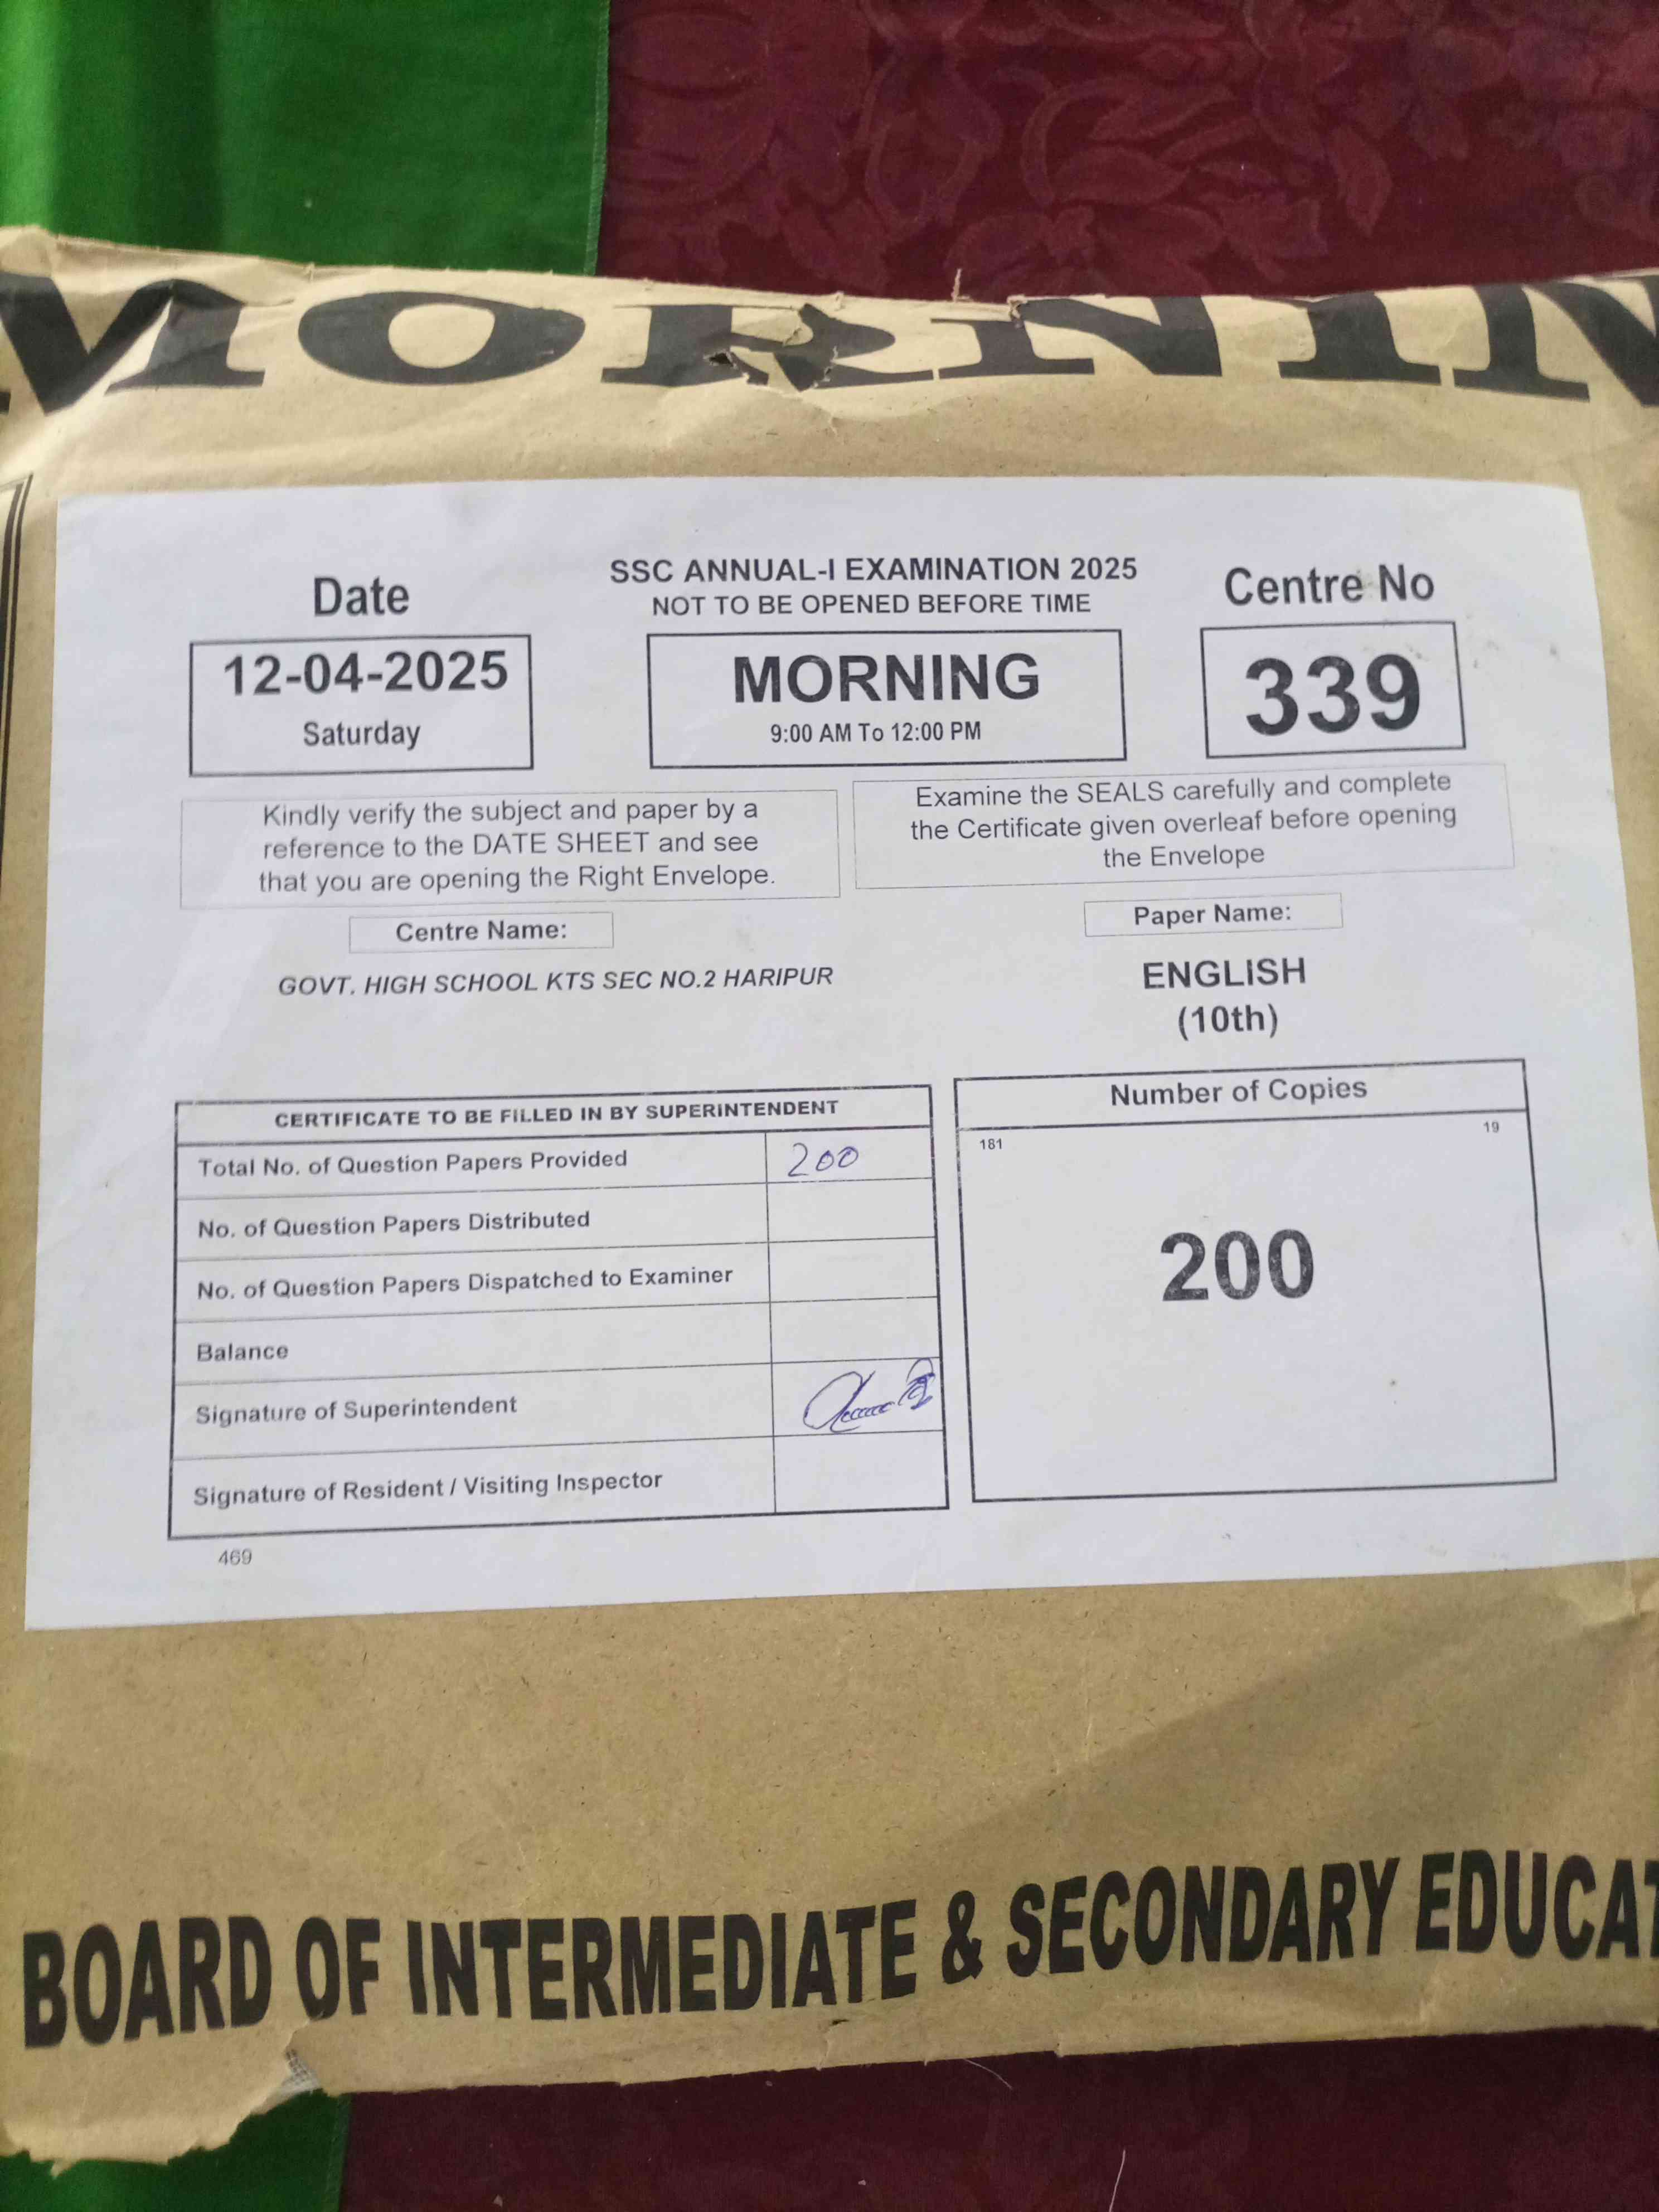 MORNIN
SSC ANNUAL-I EXAMINATION 2025
NOT TO BE OPENED BEFORE TIME
Date
12-04-2025
Saturday
MORNING
9:00 AM To 12:00 PM
Centre No
339
Kindly verify the subject and paper by a
reference to the DATE SHEET and see
that you are opening the Right Envelope.
Examine the SEALS carefully and complete
the Certificate given overleaf before opening
the Envelope
Centre Name:
GOVT. HIGH SCHOOL KTS SEC NO.2 HARIPUR
Paper Name:
ENGLISH
(10th)
CERTIFICATE TO BE FILLED IN BY SUPERINTENDENT
Total No. of Question Papers Provided 200
No. of Question Papers Distributed
No. of Question Papers Dispatched to Examiner
Balance
Signature of Superintendent
Signature of Resident / Visiting Inspector
469
Number of Copies
181 19
200
BOARD OF INTERMEDIATE & SECONDARY EDUCAT